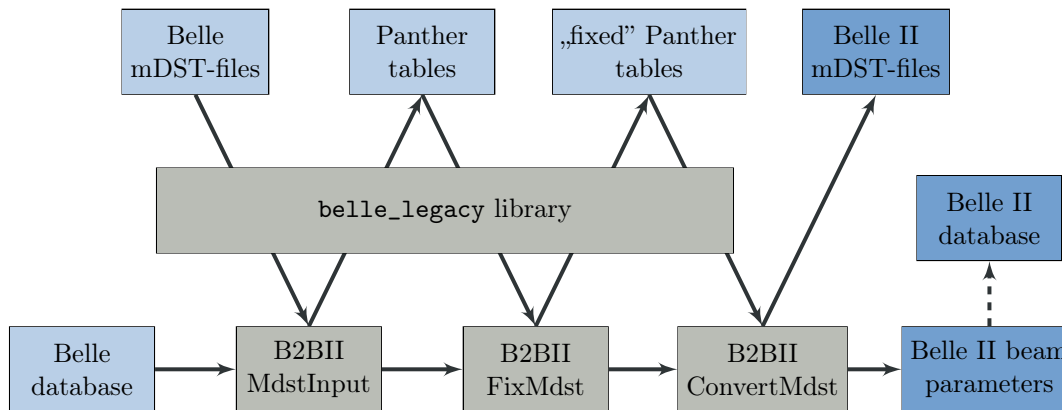 Belle
mDST-files
Panther
tables
„fixed” Panther
tables
Belle II
mDST-files
belle_legacy library
Belle II
database
Belle
database
B2BII
MdstInput
B2BII
FixMdst
B2BII
ConvertMdst
Belle II beam
parameters